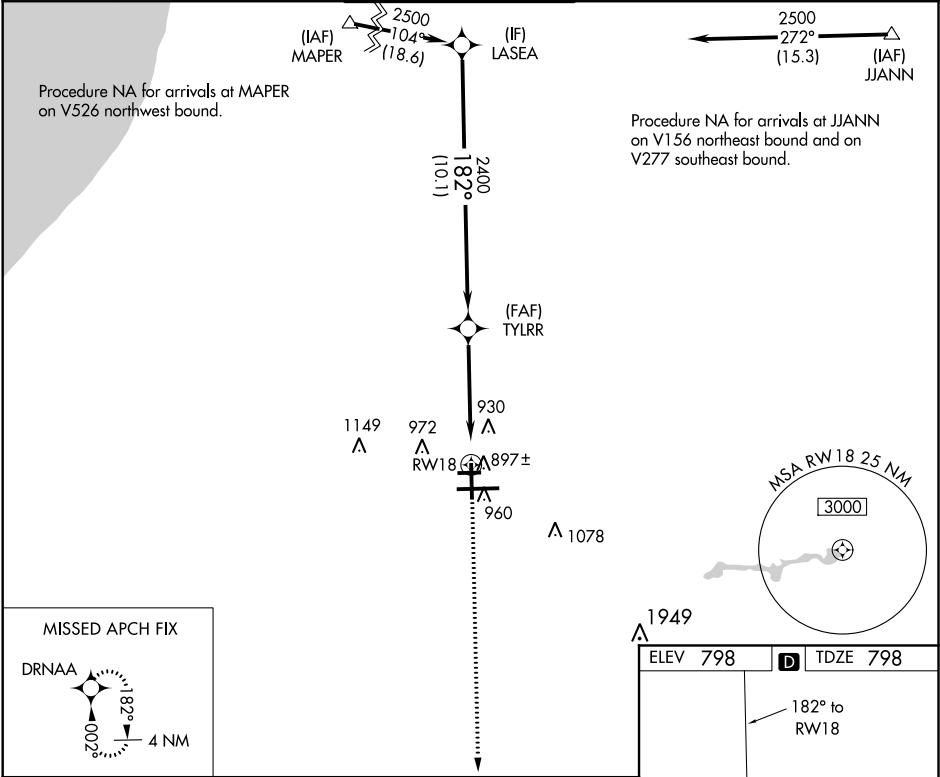 2500
104°
(18.6)
(IAF)
MAPER
(IF)
LASEA
2500
272°
(15.3)
(IAF)
JJANN
Procedure NA for arrivals at MAPER
on V526 northwest bound.
Procedure NA for arrivals at JJANN
on V156 northeast bound and on
V277 southeast bound.
2400
182°
(10.1)
(FAF)
TYLRR
1149
972
930
RW18
897±
960
1078
MSA RW18 25 NM
3000
1949
MISSED APCH FIX
DRNAA
182°
002°
4 NM
ELEV 798
D
TDZE 798
182° to
RW18